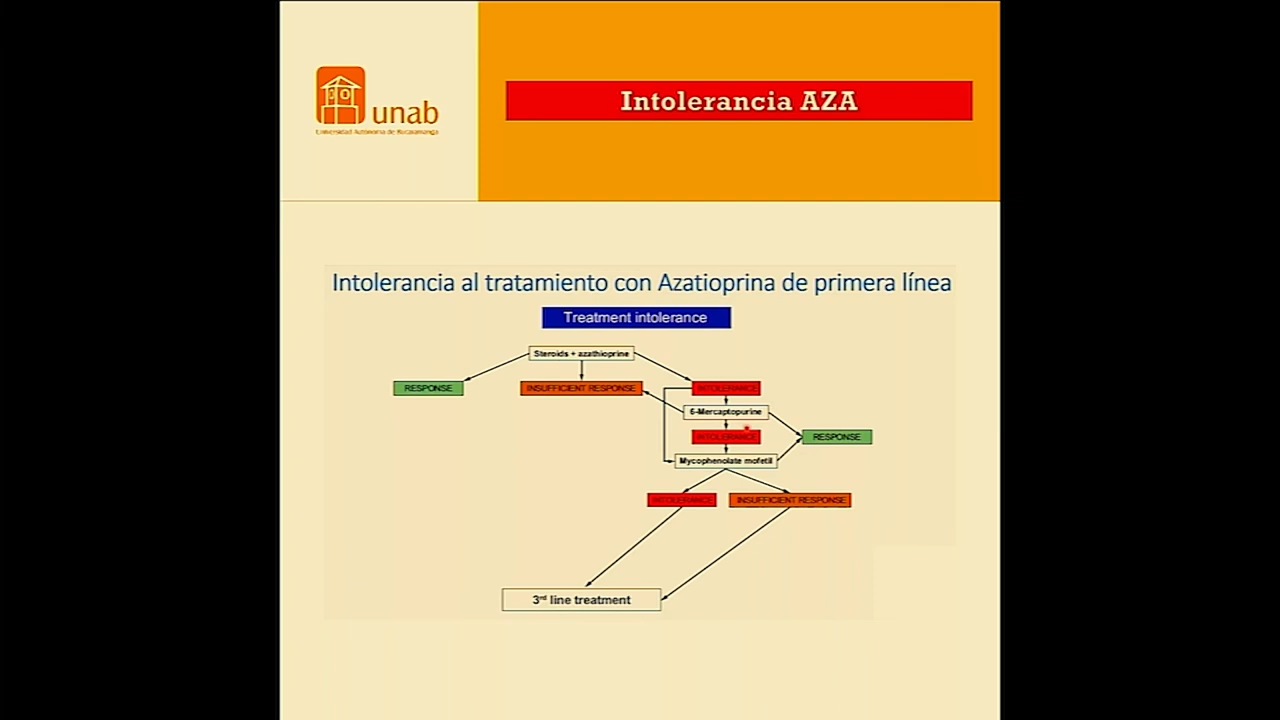 unab
Universidad Autónoma de Bucaramanga
Intolerancia AZA
Intolerancia al tratamiento con Azatioprina de primera línea
Treatment intolerance
Steroids + azathioprine
RESPONSE
INSUFFICIENT RESPONSE
INTOLERANCE
6-Mercaptopurine
INTOLERANCE
RESPONSE
Mycophenolate mofetil
INTOLERANCE
INSUFFICIENT RESPONSE
3rd line treatment